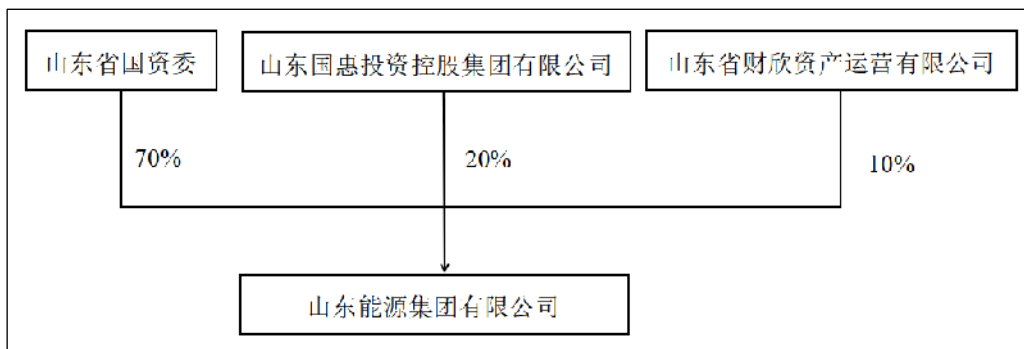 山东省国资委
山东国惠投资控股集团有限公司
山东省财欣资产运营有限公司
70%
20%
10%
山东能源集团有限公司